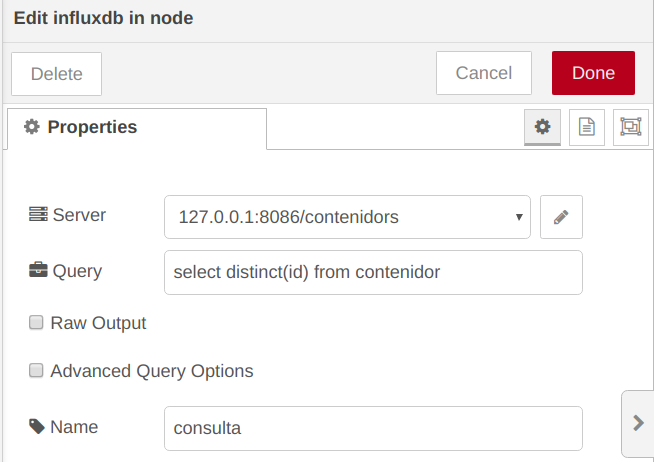 Edit influxdb in node
Delete
Cancel
Done
Properties
Server
127.0.0.1:8086/contenidors
Query
select distinct(id) from contenidor
Raw Output
Advanced Query Options
Name
consulta